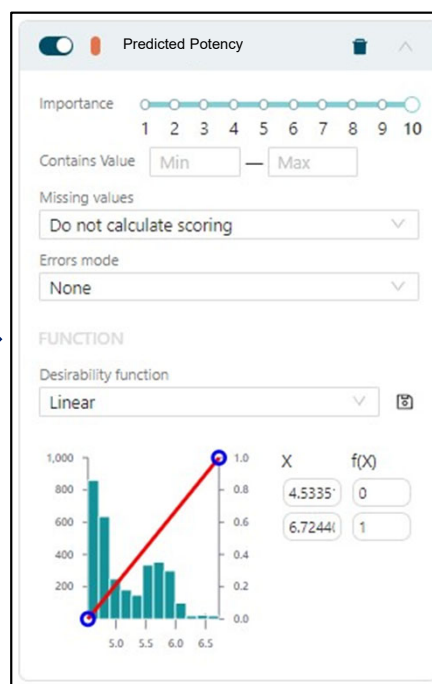 Predicted Potency
Importance
1 2 3 4 5 6 7 8 9 10
Contains Value Min — Max
Missing values
Do not calculate scoring
Errors mode
None
FUNCTION
Desirability function
Linear
X f(X)
4.5335 0
6.7244 1
1,000 1.0
800 0.8
600 0.6
400 0.4
200 0.2
0.0
5.0 5.5 6.0 6.5